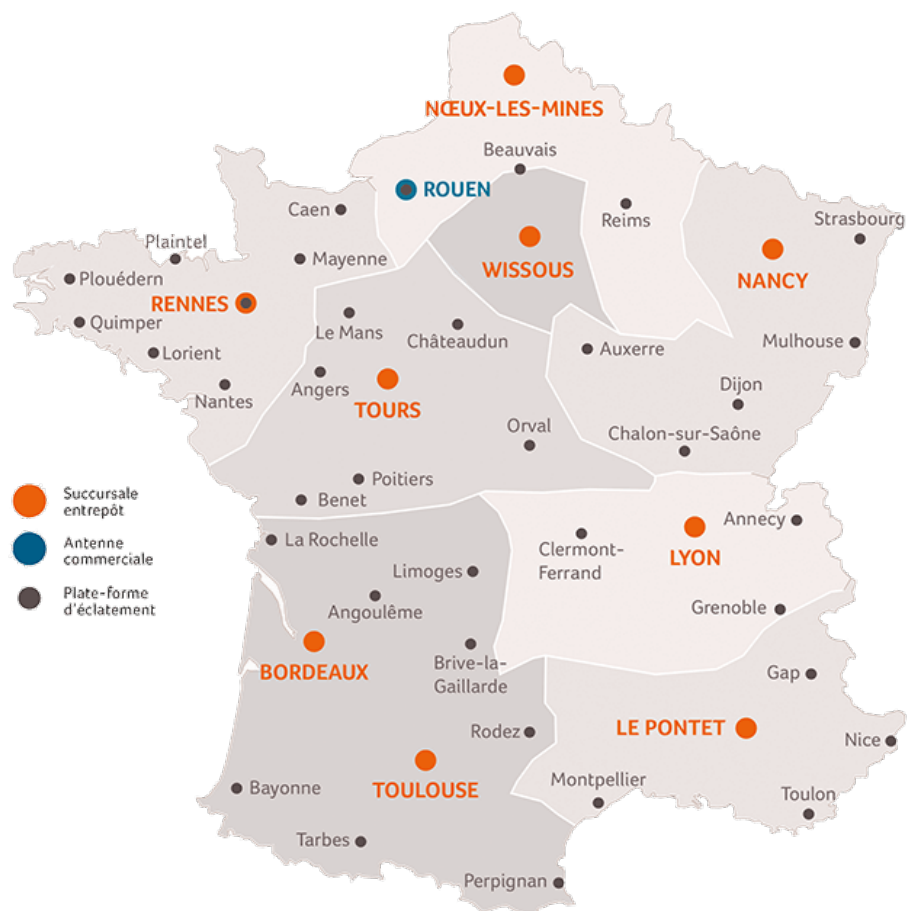 NŒUX-LES-MINES
Beauvais
ROUEN
Reims
Caen
Strasbourg
Plaintel
Mayenne
WISSOUS
NANCY
Plouédern
RENNES
Quimper
Le Mans
Châteaudun
Auxerre
Mulhouse
Lorient
Angers
Nantes
TOURS
Dijon
Orval
Chalon-sur-Saône
Poitiers
Benet
Succursale
entrepôt
Antenne
commerciale
Plate-forme
d'éclatement
La Rochelle
Clermont-
Ferrand
LYON
Annecy
Limoges
Angoulême
Grenoble
BORDEAUX
Brive-la-
Gaillarde
Gap
Rodez
LE PONTET
Nice
Bayonne
TOULOUSE
Montpellier
Toulon
Tarbes
Perpignan